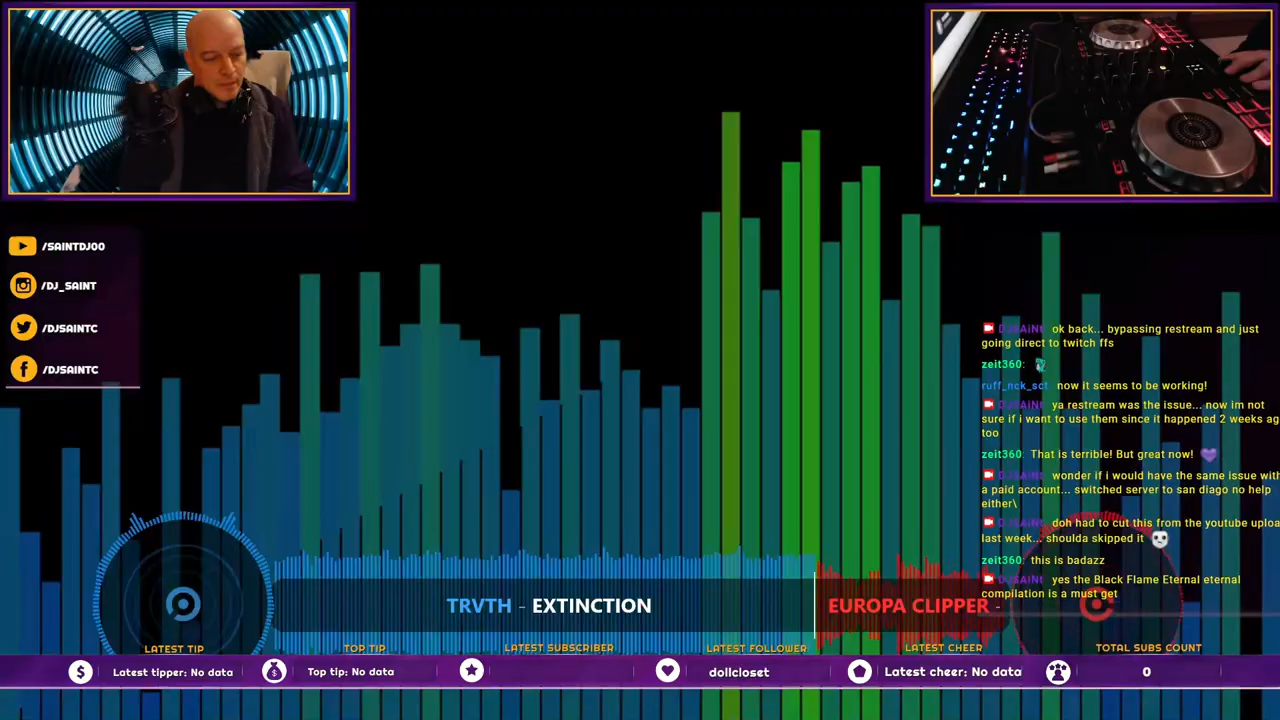 /SAINTDJ00
/DJ_SAINT
/DJSAINTC
/DJSAINTC
DJSAiNt ok back... bypassing restream and just
going direct to twitch ffs
zeit360:
ruff_nck_sct now it seems to be working!
DJSAiNt ya restream was the issue... now im not
sure if i want to use them since it happened 2 weeks ag
too
zeit360: That is terrible! But great now!
DJSAiNt wonder if i would have the same issue with
a paid account... switched server to san diago no help
either\
DJSAiNt doh had to cut this from the youtube uploa
last week... shoulda skipped it
zeit360: this is badazz
DJSAiNt yes the Black Flame Eternal eternal
compilation is a must get
TRVTH - EXTINCTION
EUROPA CLIPPER -
LATEST TIP
TOP TIP
LATEST SUBSCRIBER
LATEST FOLLOWER
LATEST CHEER
TOTAL SUBS COUNT
Latest tipper: No data
Top tip: No data
dollcloset
Latest cheer: No data
0